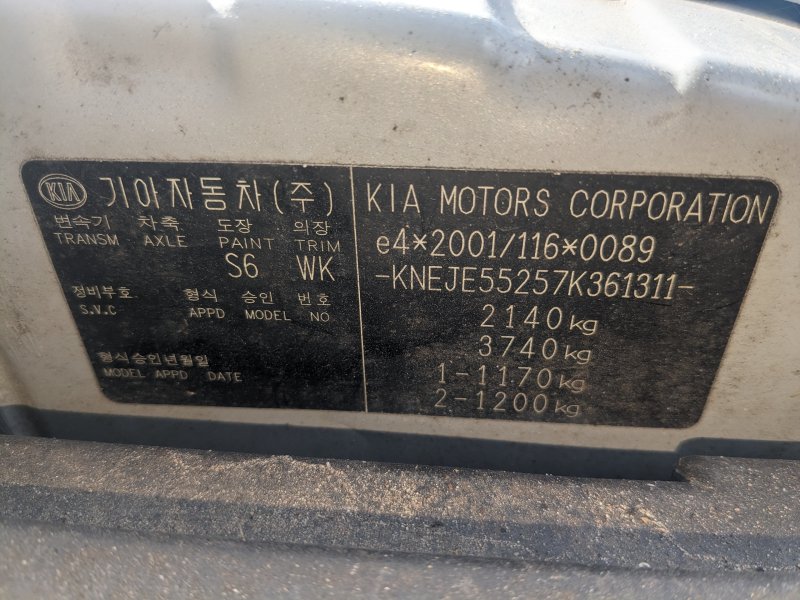 KIA 기아자동차(주)
변속기 차축 도장 의장
TRANSM AXLE PAINT TRIM
S6 WK
정비부호 형식 승인 번호
S.V.C APPD MODEL NO
형식승인년월일
MODEL APPD DATE
KIA MOTORS CORPORATION
e4*2001/116*0089
-KNEJE55257K361311-
2140kg
3740kg
1-1170kg
2-1200kg